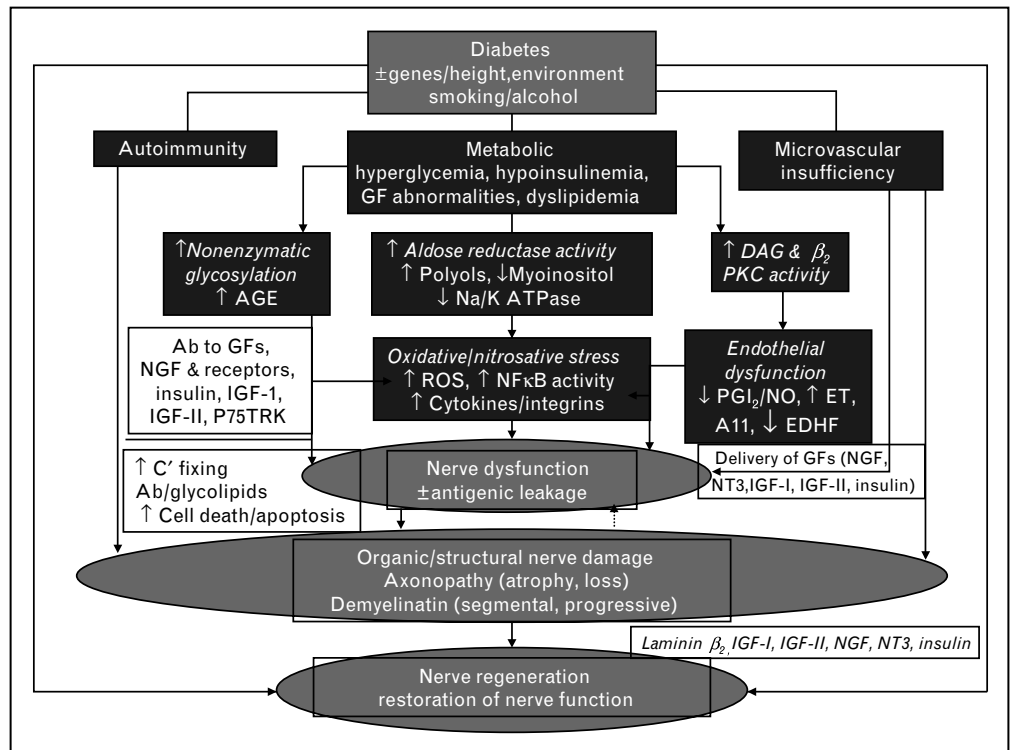 Diabetes
±genes/height,environment
smoking/alcohol
Autoimmunity
Metabolic
hyperglycemia, hypoinsulinemia,
GF abnormalities, dyslipidemia
Microvascular
insufficiency
↑Nonenzymatic
glycosylation
↑ AGE
↑ Aldose reductase activity
↑ Polyols, ↓Myoinositol
↓ Na/K ATPase
↑ DAG & β₂
PKC activity
Ab to GFs,
NGF & receptors,
insulin, IGF-1,
IGF-II, P75TRK
Oxidative/nitrosative stress
↑ ROS, ↑ NFκB activity
↑ Cytokines/integrins
Endothelial
dysfunction
↓ PGI₂/NO, ↑ ET,
A11, ↓ EDHF
↑ C′ fixing
Ab/glycolipids
↑ Cell death/apoptosis
Nerve dysfunction
±antigenic leakage
Delivery of GFs (NGF,
NT3,IGF-I, IGF-II, insulin)
Organic/structural nerve damage
Axonopathy (atrophy, loss)
Demyelinatin (segmental, progressive)
Laminin β₂, IGF-I, IGF-II, NGF, NT3, insulin
Nerve regeneration
restoration of nerve function